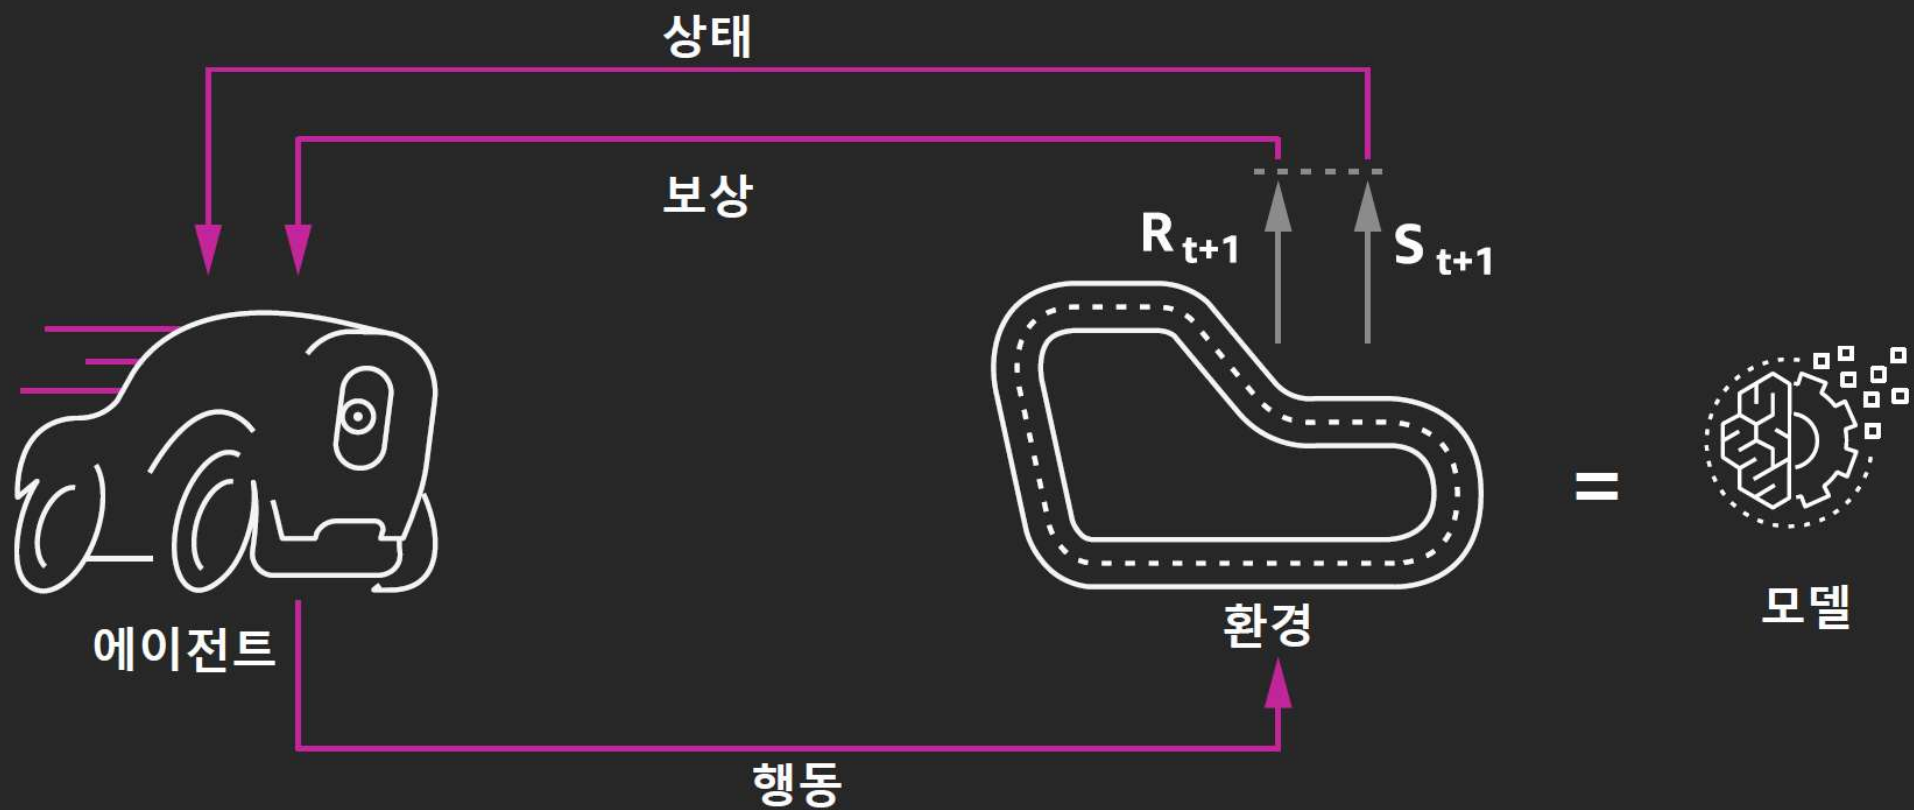 상태
보상
R t+1
S t+1
=
모델
에이전트
환경
행동